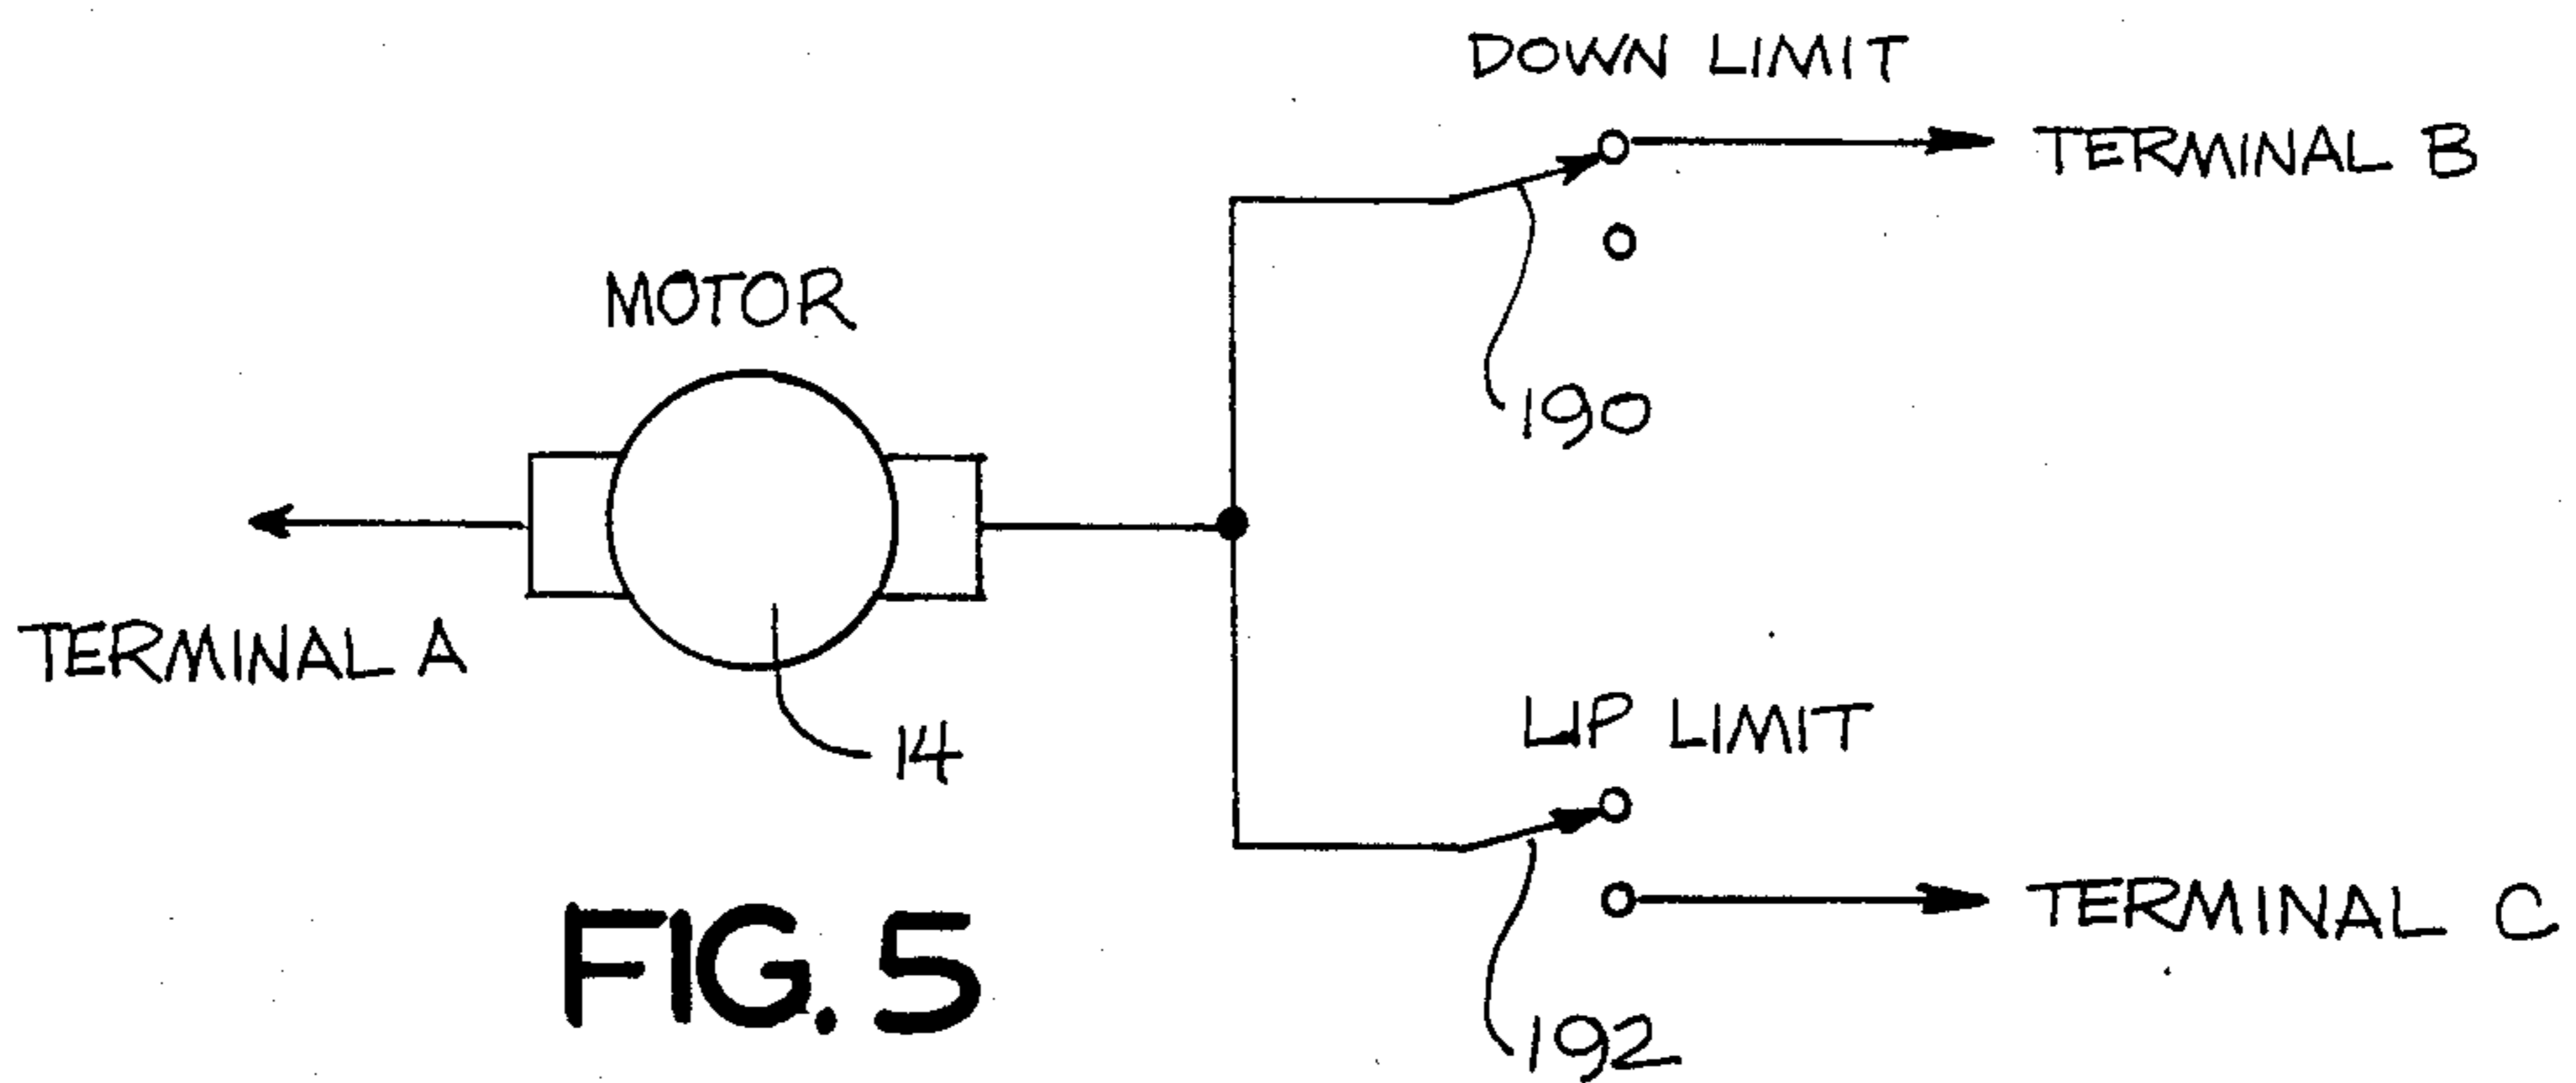 DOWN LIMIT
TERMINAL B
190
MOTOR
TERMINAL A
14
UP LIMIT
TERMINAL C
192
FIG. 5